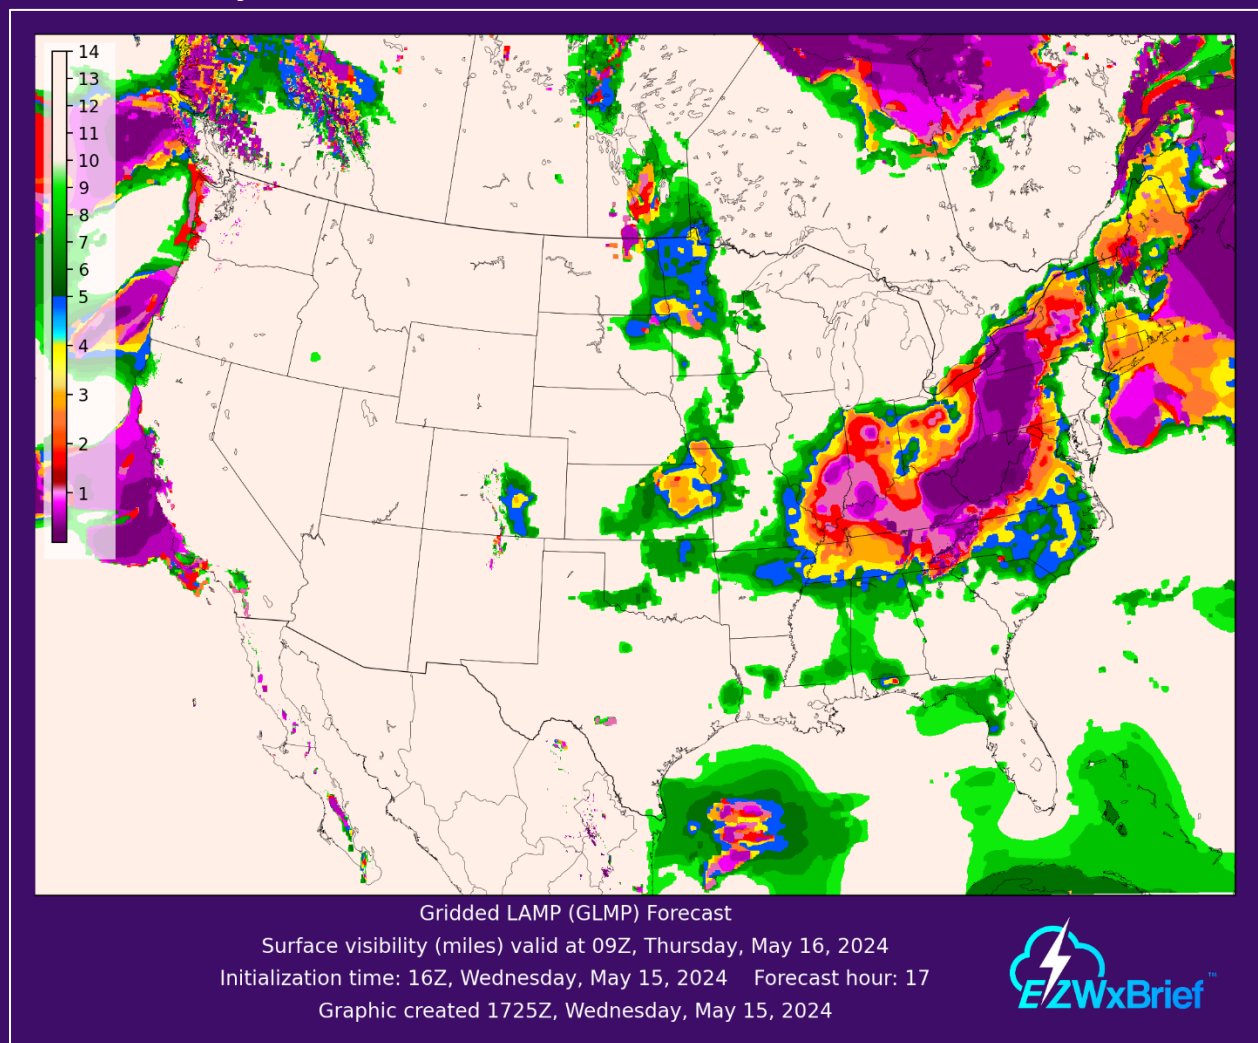 14
13
12
11
10
9
8
7
6
5
4
3
2
1
Gridded LAMP (GLMP) Forecast
Surface visibility (miles) valid at 09Z, Thursday, May 16, 2024
Initialization time: 16Z, Wednesday, May 15, 2024    Forecast hour: 17
Graphic created 1725Z, Wednesday, May 15, 2024
EZWxBrief™